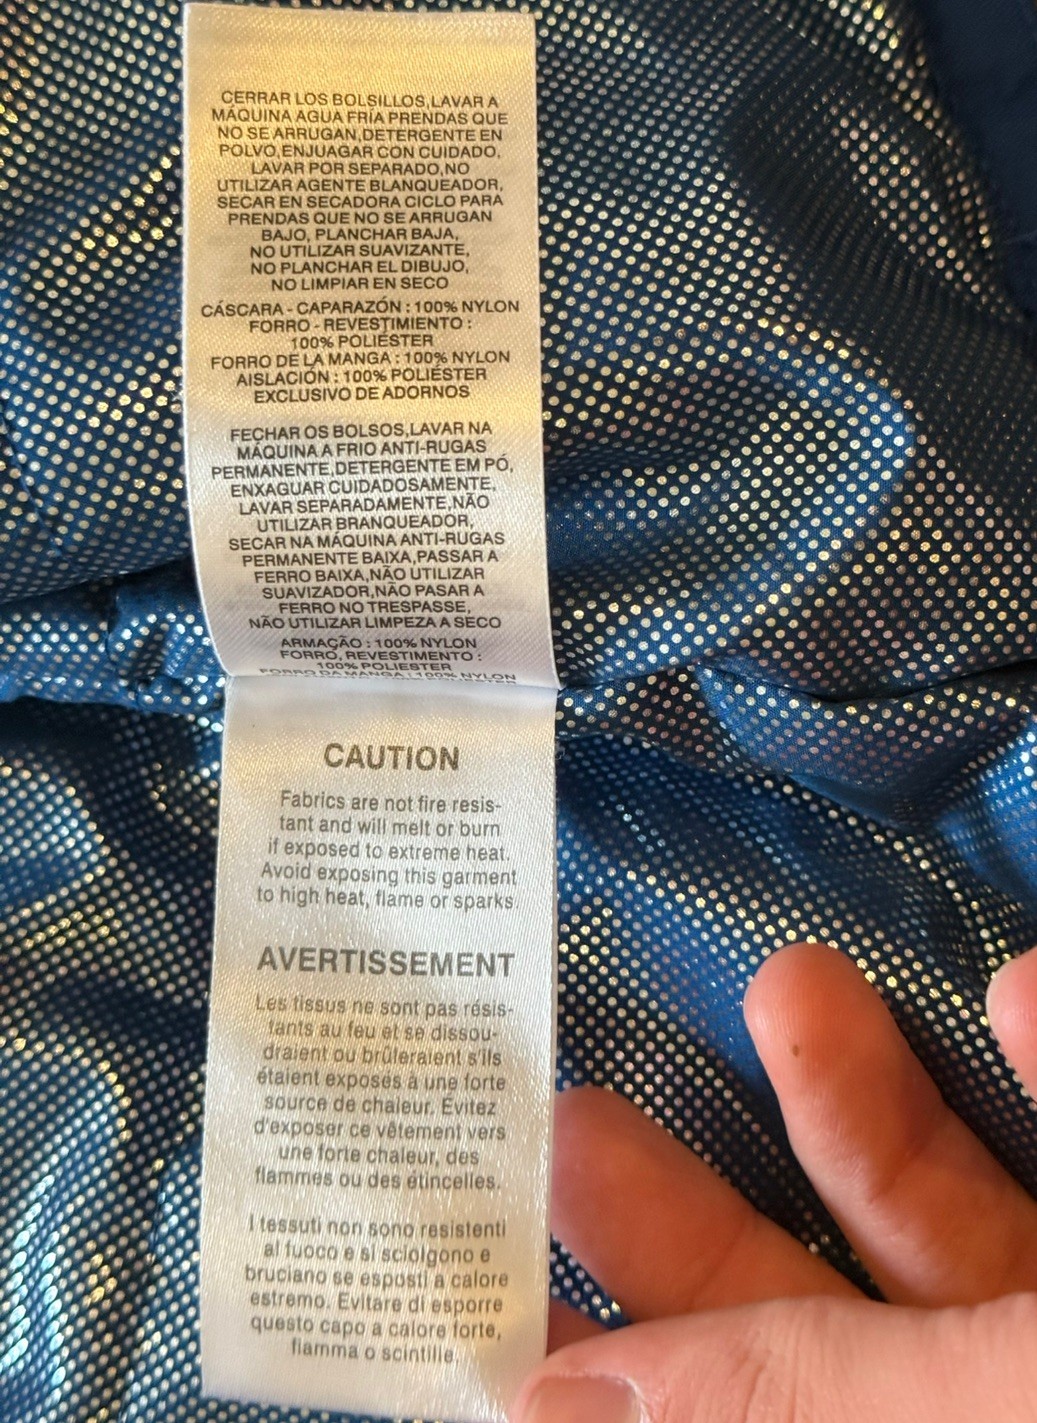 CERRAR LOS BOLSILLOS,LAVAR A
MÁQUINA AGUA FRÍA PRENDAS QUE
NO SE ARRUGAN,DETERGENTE EN
POLVO,ENJUAGAR CON CUIDADO,
LAVAR POR SEPARADO,NO
UTILIZAR AGENTE BLANQUEADOR,
SECAR EN SECADORA CICLO PARA
PRENDAS QUE NO SE ARRUGAN
BAJO, PLANCHAR BAJA,
NO UTILIZAR SUAVIZANTE,
NO PLANCHAR EL DIBUJO,
NO LIMPIAR EN SECO
CÁSCARA - CAPARAZÓN : 100% NYLON
FORRO - REVESTIMIENTO :
100% POLIÉSTER
FORRO DE LA MANGA : 100% NYLON
AISLACIÓN : 100% POLIÉSTER
EXCLUSIVO DE ADORNOS
FECHAR OS BOLSOS,LAVAR NA
MÁQUINA A FRIO ANTI-RUGAS
PERMANENTE,DETERGENTE EM PÓ,
ENXAGUAR CUIDADOSAMENTE,
LAVAR SEPARADAMENTE,NÃO
UTILIZAR BRANQUEADOR,
SECAR NA MÁQUINA ANTI-RUGAS
PERMANENTE BAIXA,PASSAR A
FERRO BAIXA,NÃO UTILIZAR
SUAVIZADOR,NÃO PASAR A
FERRO NO TRESPASSE,
NÃO UTILIZAR LIMPEZA A SECO
ARMAÇÃO : 100% NYLON
FORRO, REVESTIMENTO :
100% POLIESTER
FORRO DA MANGA : 100% NYLON
CAUTION
Fabrics are not fire resis-
tant and will melt or burn
if exposed to extreme heat.
Avoid exposing this garment
to high heat, flame or sparks.
AVERTISSEMENT
Les tissus ne sont pas résis-
tants au feu et se dissou-
draient ou brûleraient s'ils
étaient exposés à une forte
source de chaleur. Evitez
d'exposer ce vêtement vers
une forte chaleur, des
flammes ou des étincelles.
I tessuti non sono resistenti
al fuoco e si sciolgono e
bruciano se esposti a calore
estremo. Evitare di esporre
questo capo a calore forte,
fiamma o scintille.